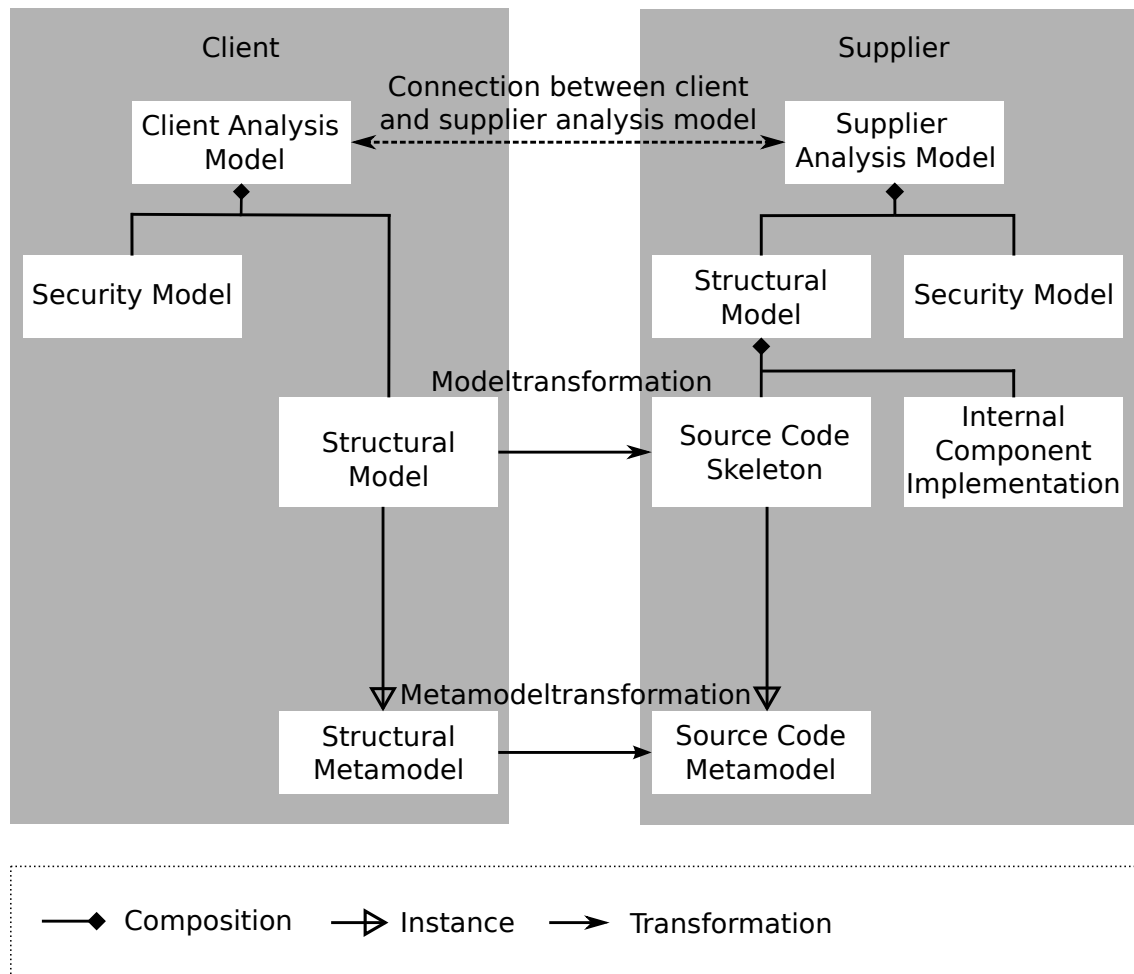 Client
Supplier
Connection between client
and supplier analysis model
Client Analysis
Model
Supplier
Analysis Model
Security Model
Structural
Model
Security Model
Modeltransformation
Structural
Model
Source Code
Skeleton
Internal
Component
Implementation
Metamodeltransformation
Structural
Metamodel
Source Code
Metamodel
Composition
Instance
Transformation